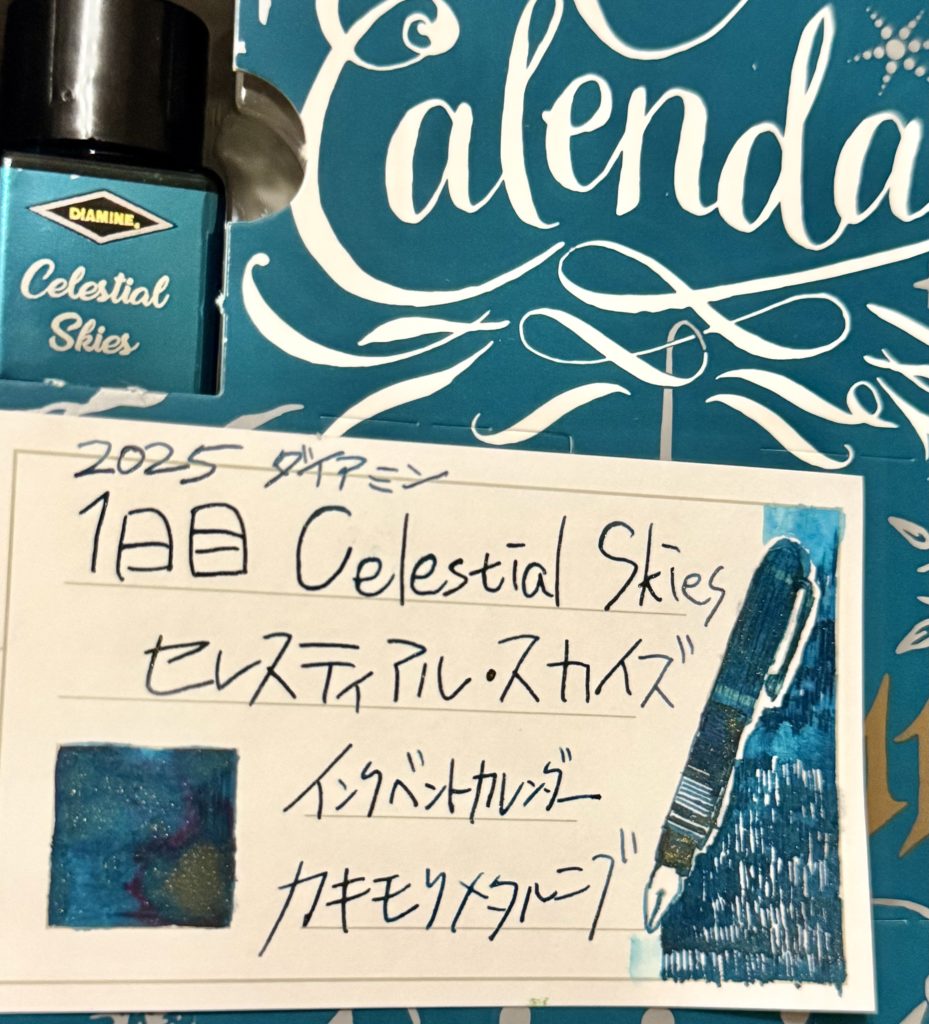 Calenda
DIAMINE
Celestial
Skies
2025 ダイアミン
1日目 Celestial Skies
セレスティアル・スカイズ
インクベントカレンダー
カキモリメタルニブ